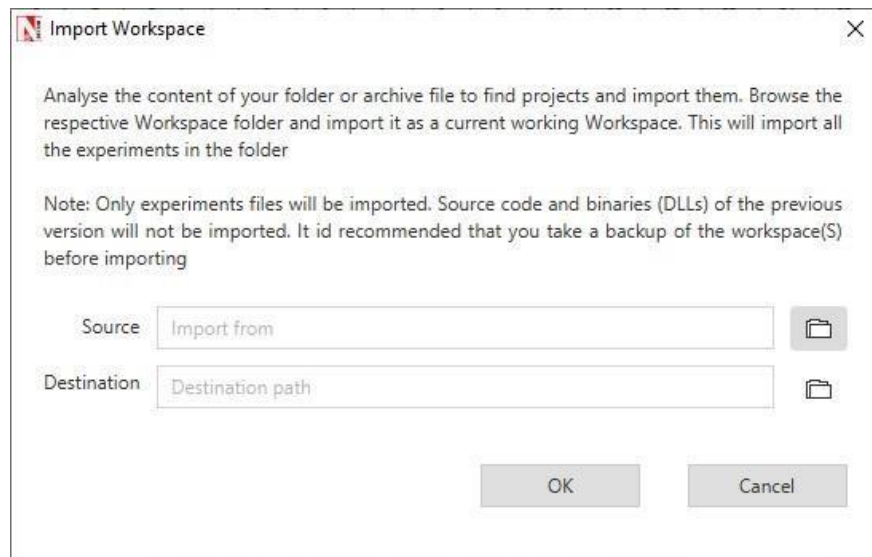 Import Workspace
Analyse the content of your folder or archive file to find projects and import them. Browse the
respective Workspace folder and import it as a current working Workspace. This will import all
the experiments in the folder
Note: Only experiments files will be imported. Source code and binaries (DLLs) of the previous
version will not be imported. It id recommended that you take a backup of the workspace(S)
before importing
Source Import from
Destination Destination path
OK Cancel